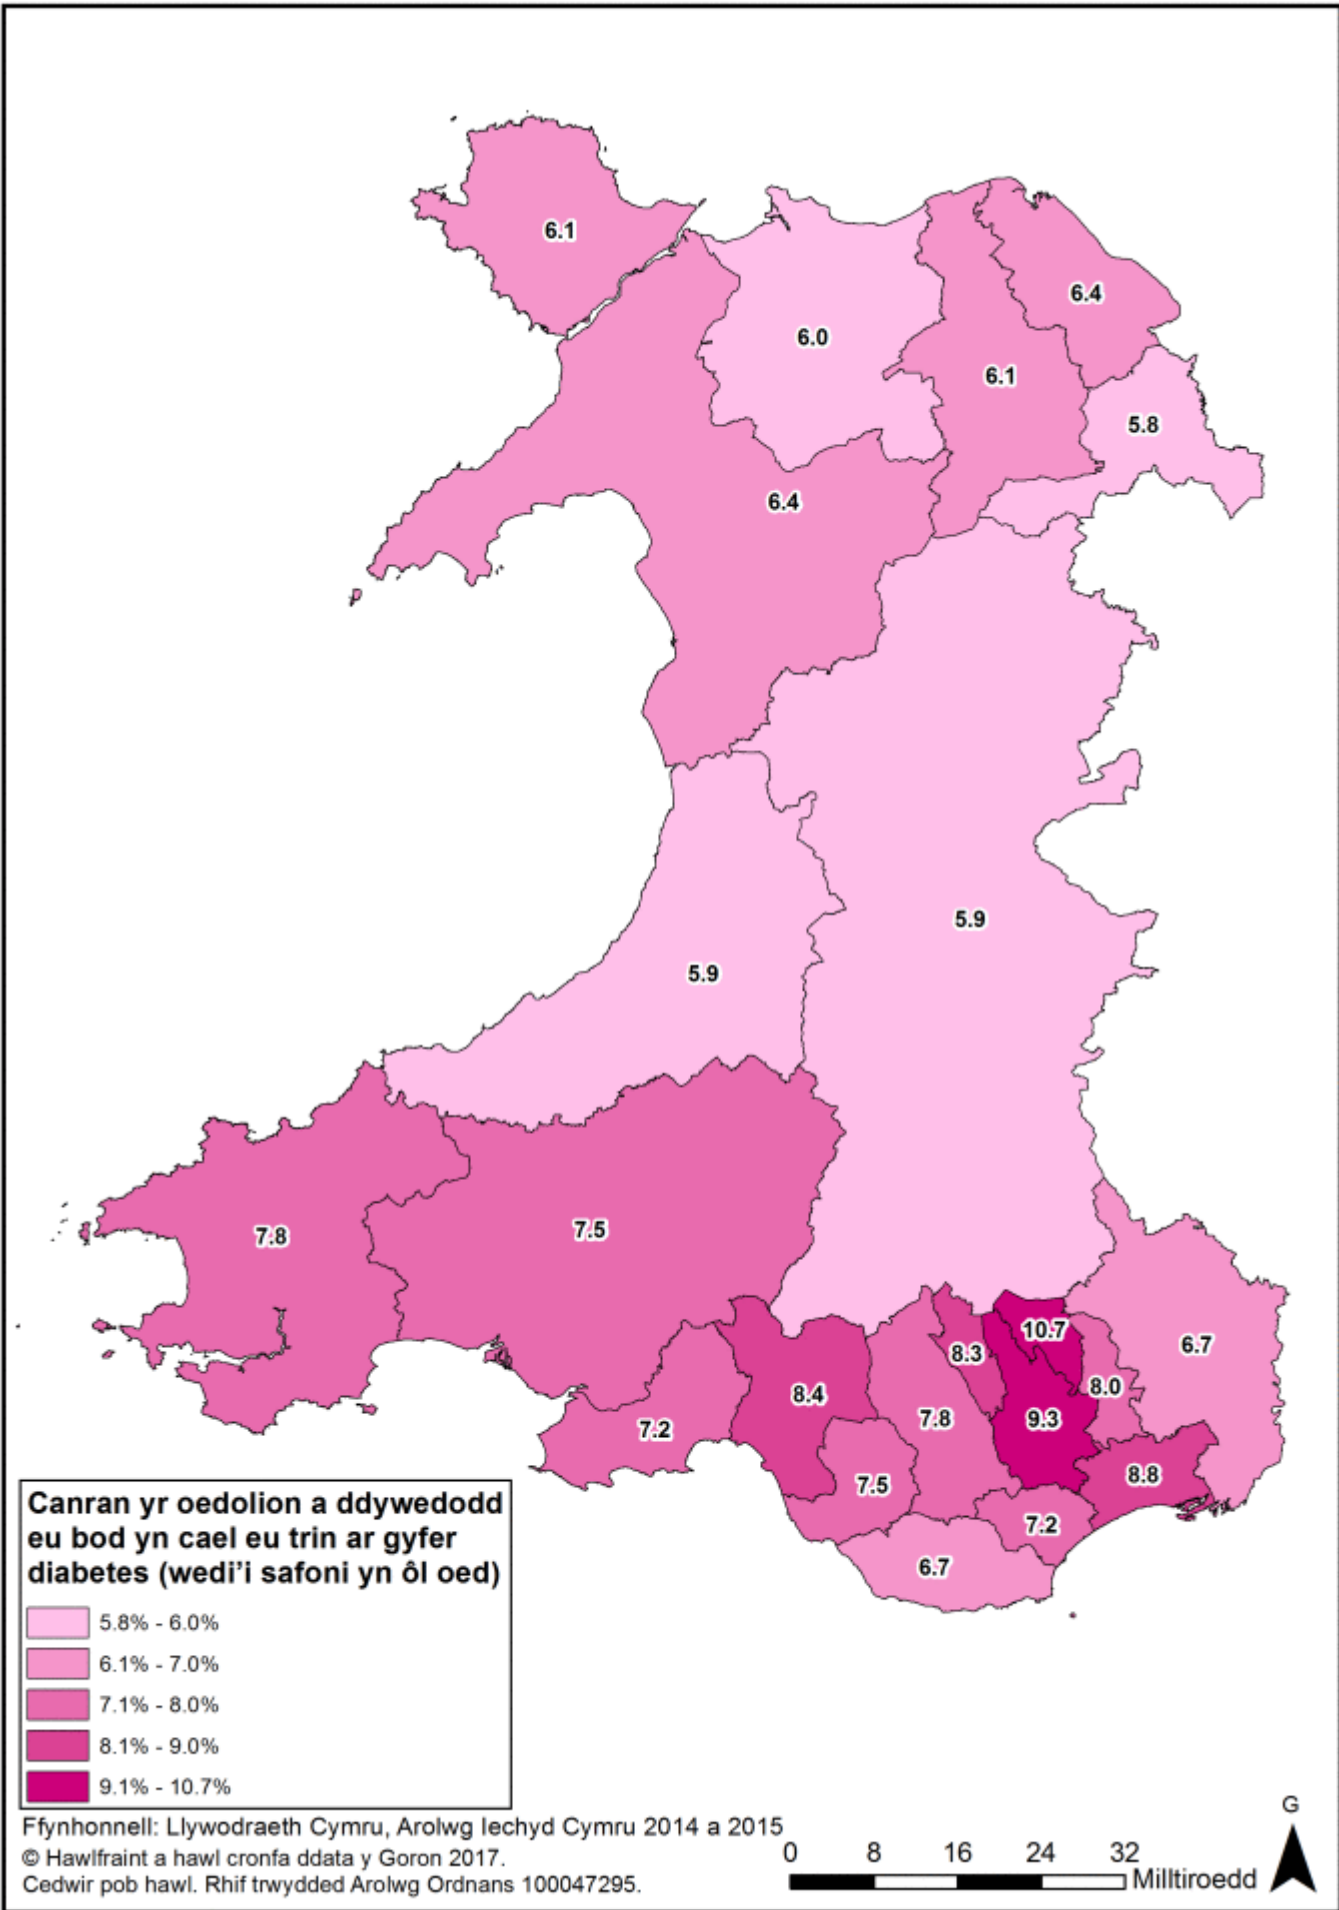 6.1
6.4
6.0
6.1
5.8
6.4
5.9
5.9
7.8
7.5
10.7
6.7
8.3
8.0
8.4
7.8
9.3
7.2
8.8
7.5
7.2
6.7
Canran yr oedolion a ddywedodd
eu bod yn cael eu trin ar gyfer
diabetes (wedi'i safoni yn ôl oed)
5.8% - 6.0%
6.1% - 7.0%
7.1% - 8.0%
8.1% - 9.0%
9.1% - 10.7%
Ffynhonnell: Llywodraeth Cymru, Arolwg Iechyd Cymru 2014 a 2015
© Hawlfraint a hawl cronfa ddata y Goron 2017.
Cedwir pob hawl. Rhif trwydded Arolwg Ordnans 100047295.
0 8 16 24 32
Milltiroedd
G